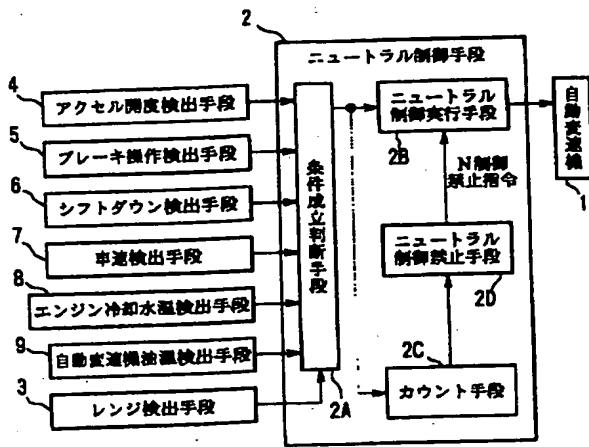 2
ニュートラル制御手段
4
アクセル開度検出手段
5
ブレーキ操作検出手段
6
シフトダウン検出手段
7
車速検出手段
8
エンジン冷却水温検出手段
9
自動変速機油温検出手段
3
レンジ検出手段
条件成立判断手段
2A
ニュートラル
制御実行手段
2B
N制御
禁止指令
ニュートラル
制御禁止手段
2D
2C
カウント手段
自動変速機
1